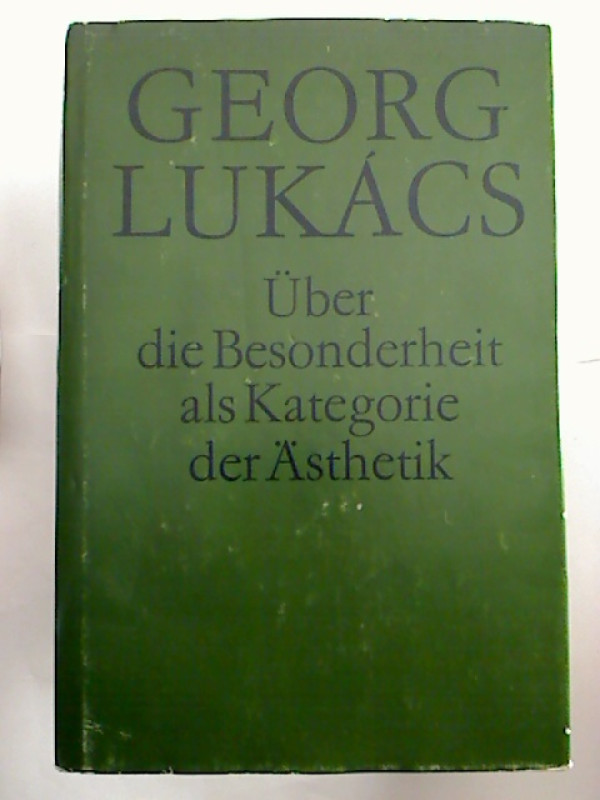 GEORG
LUKÁCS
Über
die Besonderheit
als Kategorie
der Ästhetik